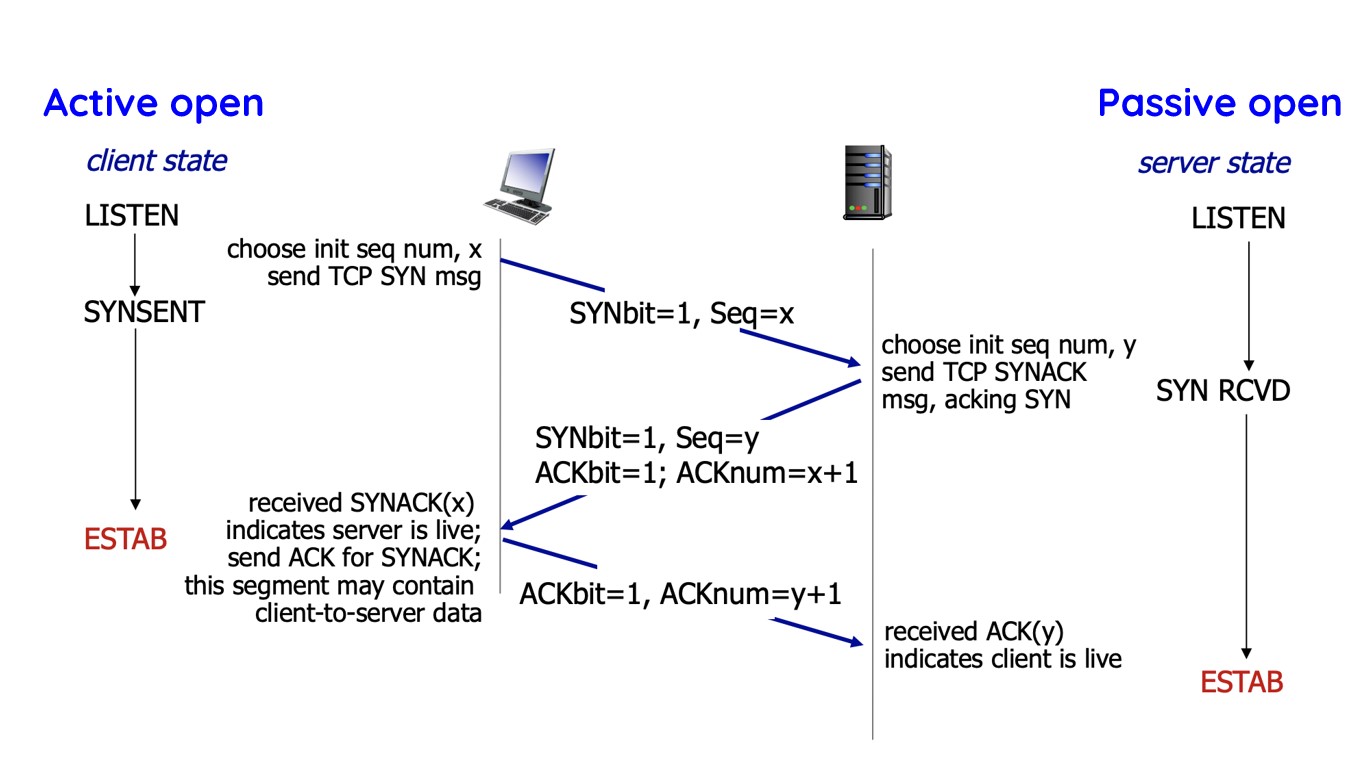 Active open
Passive open
client state
server state
LISTEN
LISTEN
choose init seq num, x
send TCP SYN msg
SYNSENT
SYNbit=1, Seq=x
choose init seq num, y
send TCP SYNACK
msg, acking SYN
SYN RCVD
SYNbit=1, Seq=y
ACKbit=1; ACKnum=x+1
received SYNACK(x)
indicates server is live;
send ACK for SYNACK;
this segment may contain
client-to-server data
ESTAB
ACKbit=1, ACKnum=y+1
received ACK(y)
indicates client is live
ESTAB